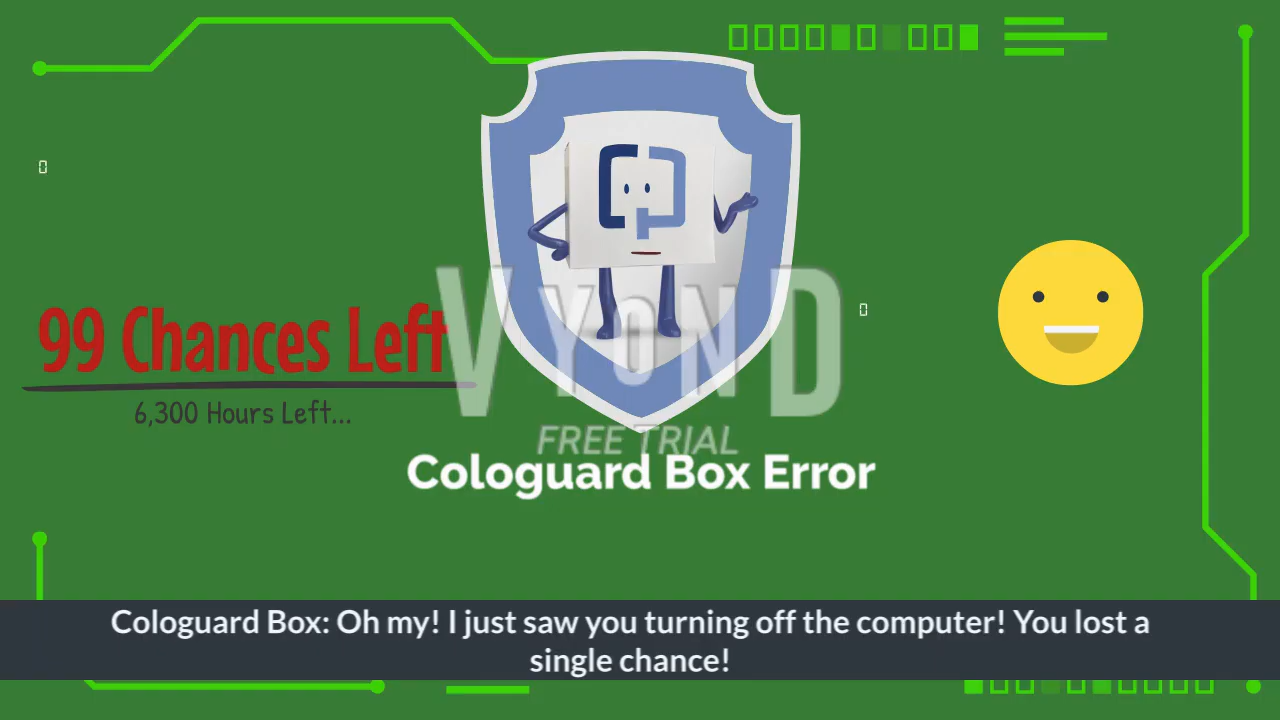 99 Chances Left
6,300 Hours Left...
VYOND
FREE TRIAL
Cologuard Box Error
Cologuard Box: Oh my! I just saw you turning off the computer! You lost a
single chance!